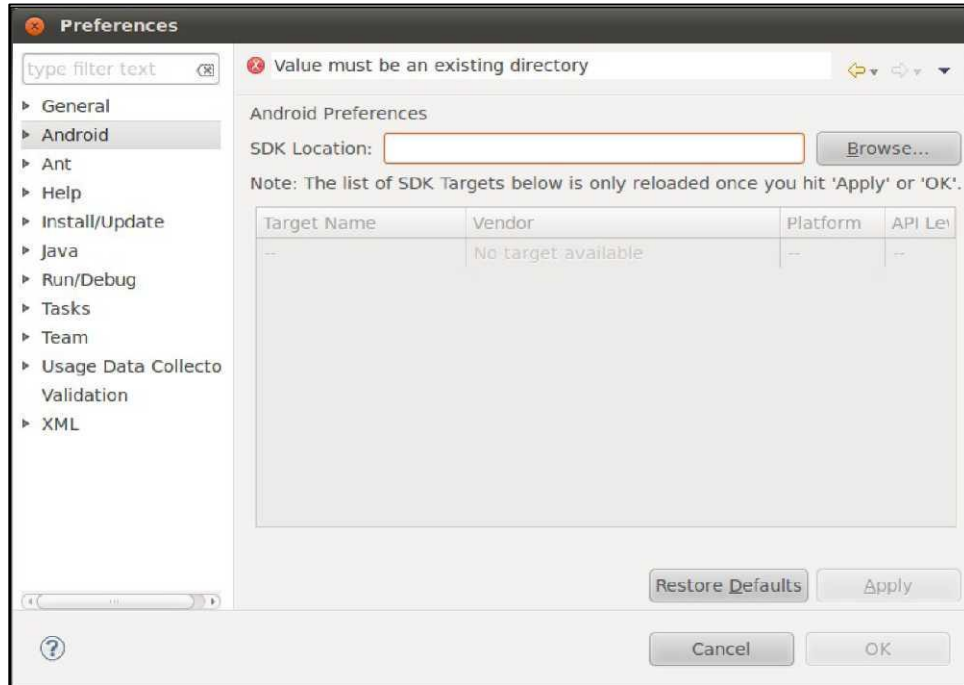 Preferences
type filter text
General
Android
Ant
Help
Install/Update
Java
Run/Debug
Tasks
Team
Usage Data Collecto
Validation
XML
Value must be an existing directory
Android Preferences
SDK Location: Browse...
Note: The list of SDK Targets below is only reloaded once you hit 'Apply' or 'OK'.
Target Name Vendor Platform API Lev
-- No target available -- --
Restore Defaults Apply
Cancel OK